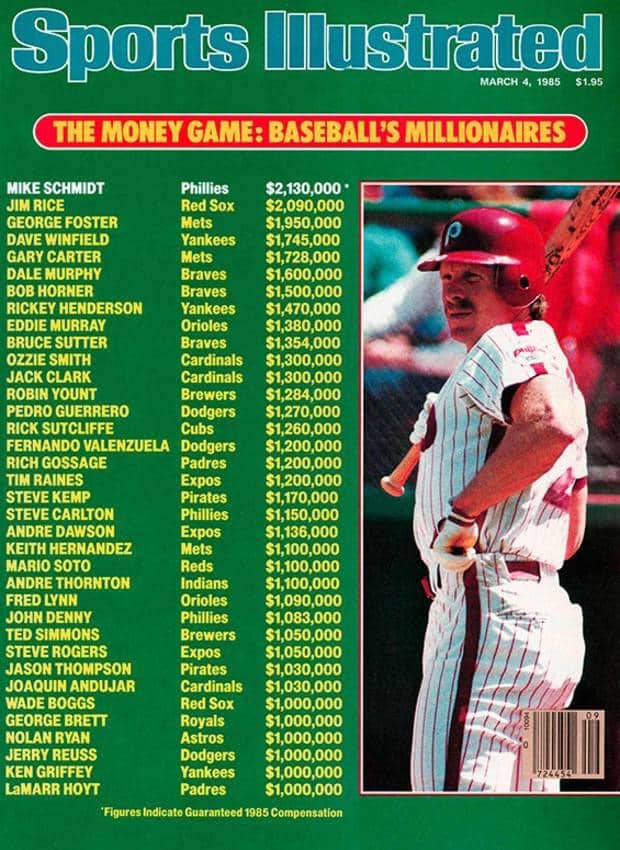 Sports Illustrated
MARCH 4, 1985 $1.95
THE MONEY GAME: BASEBALL'S MILLIONAIRES
MIKE SCHMIDT Phillies $2,130,000 *
JIM RICE Red Sox $2,090,000
GEORGE FOSTER Mets $1,950,000
DAVE WINFIELD Yankees $1,745,000
GARY CARTER Mets $1,728,000
DALE MURPHY Braves $1,600,000
BOB HORNER Braves $1,500,000
RICKEY HENDERSON Yankees $1,470,000
EDDIE MURRAY Orioles $1,380,000
BRUCE SUTTER Braves $1,354,000
OZZIE SMITH Cardinals $1,300,000
JACK CLARK Cardinals $1,300,000
ROBIN YOUNT Brewers $1,284,000
PEDRO GUERRERO Dodgers $1,270,000
RICK SUTCLIFFE Cubs $1,260,000
FERNANDO VALENZUELA Dodgers $1,200,000
RICH GOSSAGE Padres $1,200,000
TIM RAINES Expos $1,200,000
STEVE KEMP Pirates $1,170,000
STEVE CARLTON Phillies $1,150,000
ANDRE DAWSON Expos $1,136,000
KEITH HERNANDEZ Mets $1,100,000
MARIO SOTO Reds $1,100,000
ANDRE THORNTON Indians $1,100,000
FRED LYNN Orioles $1,090,000
JOHN DENNY Phillies $1,083,000
TED SIMMONS Brewers $1,050,000
STEVE ROGERS Expos $1,050,000
JASON THOMPSON Pirates $1,030,000
JOAQUIN ANDUJAR Cardinals $1,030,000
WADE BOGGS Red Sox $1,000,000
GEORGE BRETT Royals $1,000,000
NOLAN RYAN Astros $1,000,000
JERRY REUSS Dodgers $1,000,000
KEN GRIFFEY Yankees $1,000,000
LaMARR HOYT Padres $1,000,000
*Figures Indicate Guaranteed 1985 Compensation
P
Phillies
09
0 10094
724454